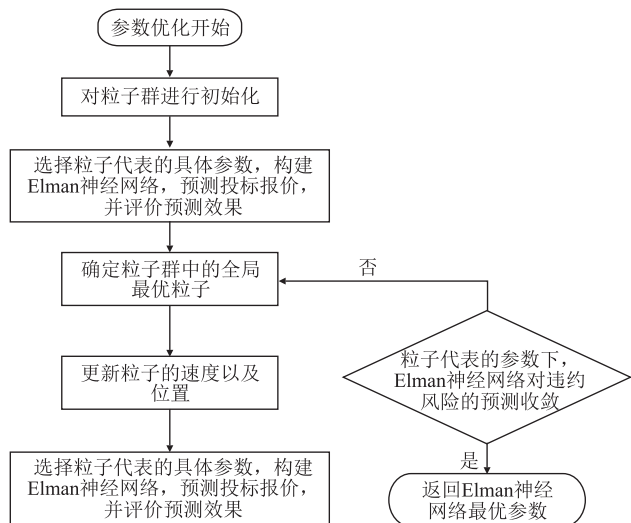 参数优化开始
对粒子群进行初始化
选择粒子代表的具体参数，构建
Elman神经网络，预测投标报价，
并评价预测效果
确定粒子群中的全局
最优粒子
更新粒子的速度以及
位置
选择粒子代表的具体参数，构建
Elman神经网络，预测投标报价，
并评价预测效果
否
粒子代表的参数下，
Elman神经网络对违约
风险的预测收敛
是
返回Elman神经
网络最优参数